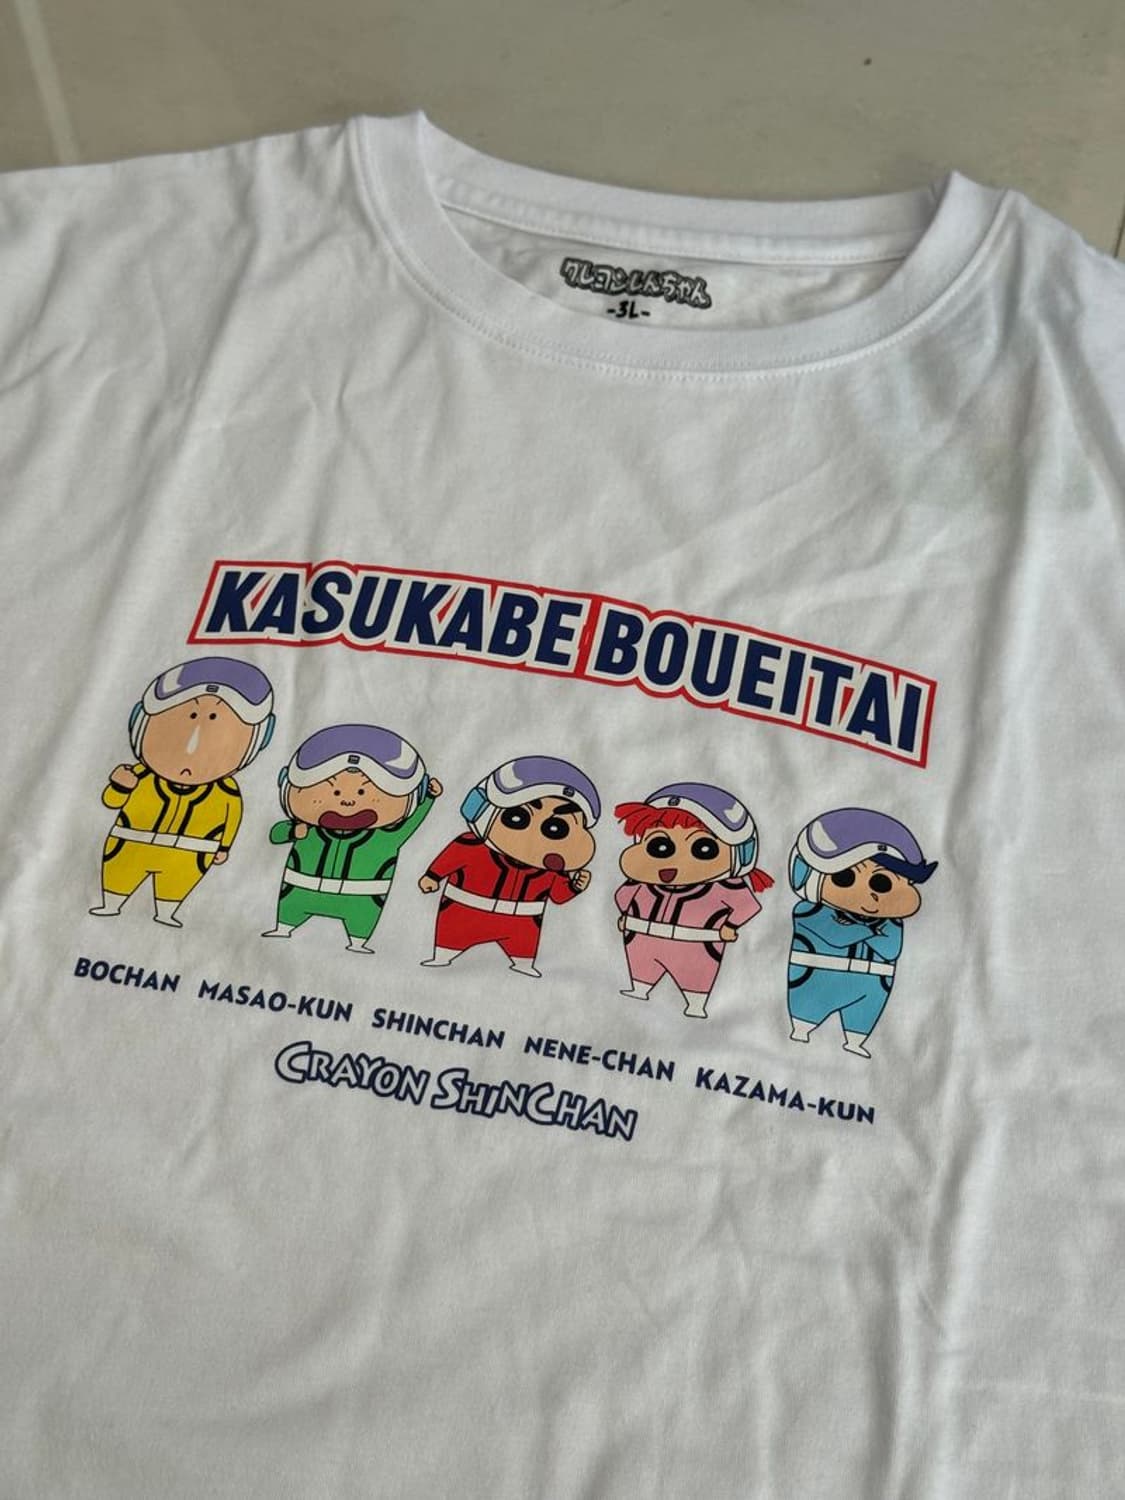 クレヨンしんちゃん
-3L-
KASUKABE BOUEITAI
BOCHAN MASAO-KUN SHINCHAN NENE-CHAN KAZAMA-KUN
CRAYON SHINCHAN